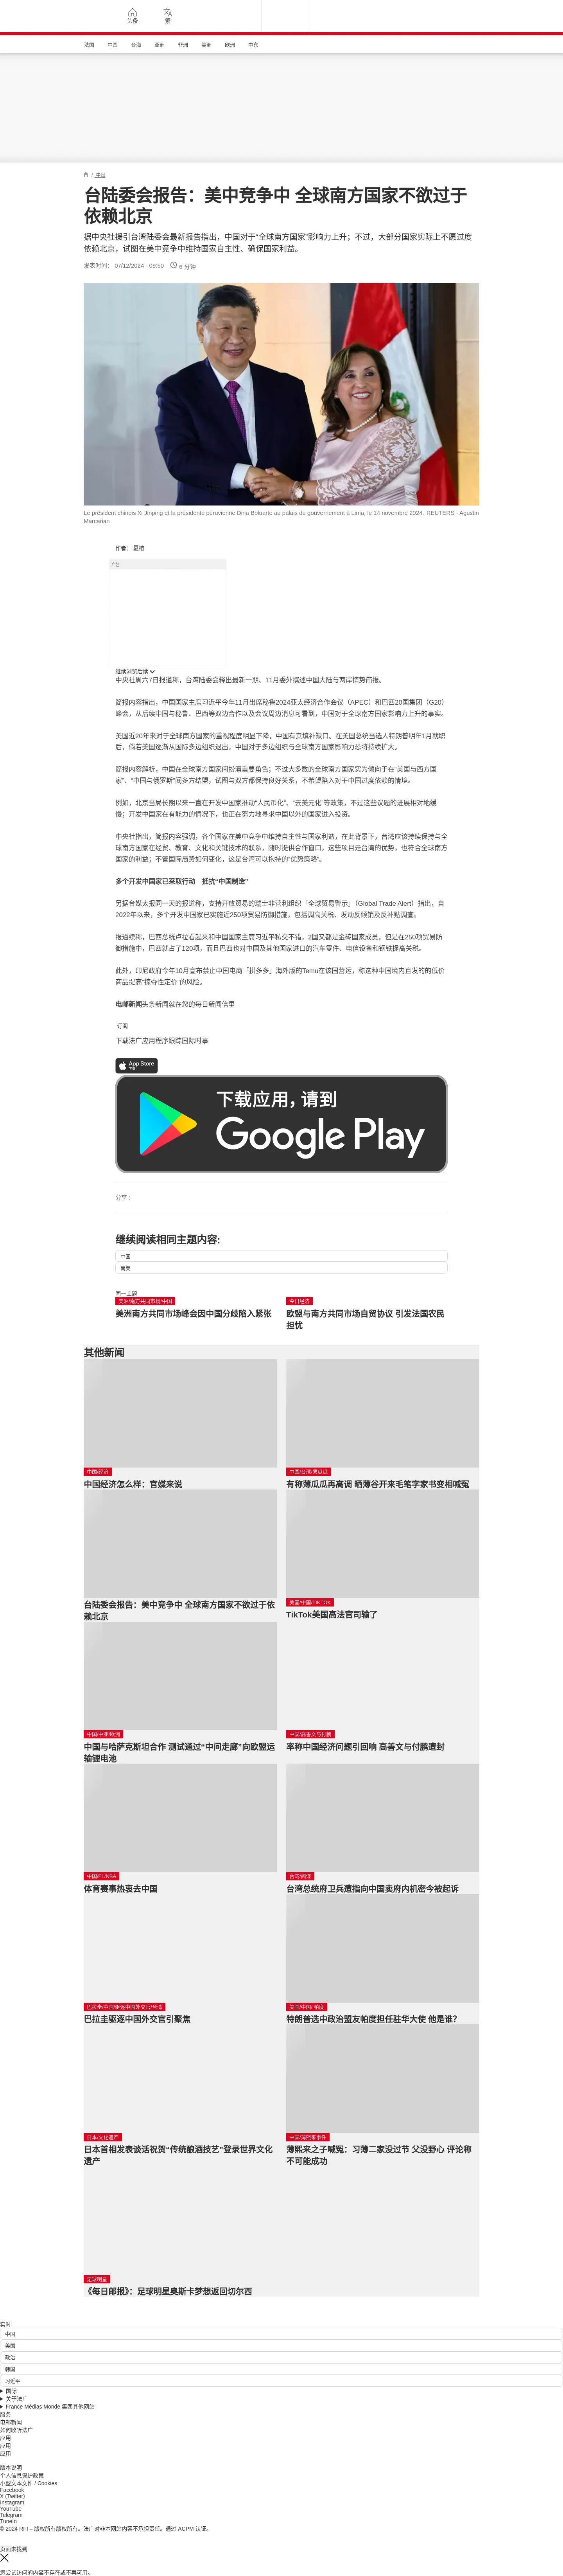 头条
繁
法国
中国
台海
亚洲
非洲
美洲
欧洲
中东
/ 中国
台陆委会报告：美中竞争中 全球南方国家不欲过于
依赖北京
据中央社援引台湾陆委会最新报告指出，中国对于“全球南方国家”影响力上升；不过，大部分国家实际上不愿过度
依赖北京，试图在美中竞争中维持国家自主性、确保国家利益。
发表时间： 07/12/2024 - 09:50
6 分钟
Le président chinois Xi Jinping et la présidente péruvienne Dina Boluarte au palais du gouvernement à Lima, le 14 novembre 2024. REUTERS - Agustin
Marcarian
作者： 夏榕
广告
继续浏览后续
中央社周六7日报道称，台湾陆委会释出最新一期、11月委外撰述中国大陆与两岸情势简报。
简报内容指出，中国国家主席习近平今年11月出席秘鲁2024亚太经济合作会议（APEC）和巴西20国集团（G20）
峰会，从后续中国与秘鲁、巴西等双边合作以及会议周边消息可看到，中国对于全球南方国家影响力上升的事实。
美国近20年来对于全球南方国家的重视程度明显下降，中国有意填补缺口。在美国总统当选人特朗普明年1月就职
后，倘若美国逐渐从国际多边组织退出，中国对于多边组织与全球南方国家影响力恐将持续扩大。
简报内容解析，中国在全球南方国家间扮演重要角色；不过大多数的全球南方国家实为倾向于在“美国与西方国
家”、“中国与俄罗斯”间多方结盟，试图与双方都保持良好关系，不希望陷入对于中国过度依赖的情境。
例如，北京当局长期以来一直在开发中国家推动“人民币化”、“去美元化”等政策，不过这些议题的进展相对地缓
慢；开发中国家在有能力的情况下，也正在努力地寻求中国以外的国家进入投资。
中央社指出，简报内容强调，各个国家在美中竞争中维持自主性与国家利益，在此背景下，台湾应该持续保持与全
球南方国家在经贸、教育、文化和关键技术的联系，随时提供合作窗口，这些项目是台湾的优势，也符合全球南方
国家的利益；不管国际局势如何变化，这是台湾可以抱持的“优势策略”。
多个开发中国家已采取行动　抵抗“中国制造”
另据台媒太报同一天的报道称，支持开放贸易的瑞士非营利组织「全球贸易警示」（Global Trade Alert）指出，自
2022年以来，多个开发中国家已实施近250项贸易防御措施，包括调高关税、发动反倾销及反补贴调查。
报道续称，巴西总统卢拉看起来和中国国家主席习近平私交不错，2国又都是金砖国家成员，但是在250项贸易防
御措施中，巴西就占了120项，而且巴西也对中国及其他国家进口的汽车零件、电信设备和钢铁提高关税。
此外，印尼政府今年10月宣布禁止中国电商「拼多多」海外版的Temu在该国营运，称这种中国境内直发的的低价
商品提高“掠夺性定价”的风险。
电邮新闻头条新闻就在您的每日新闻信里
订阅
下载法广应用程序跟踪国际时事
App Store
下载
下载应用，请到
Google Play
分享 :
继续阅读相同主题内容:
中国
南美
同一主题
美洲/南方共同市场/中国
美洲南方共同市场峰会因中国分歧陷入紧张
今日经济
欧盟与南方共同市场自贸协议 引发法国农民
担忧
其他新闻
中国/经济
中国经济怎么样：官媒来说
中国/台湾/薄瓜瓜
有称薄瓜瓜再高调 晒薄谷开来毛笔字家书变相喊冤
台陆委会报告：美中竞争中 全球南方国家不欲过于依
赖北京
美国/中国/TIKTOK
TikTok美国高法官司输了
中国/中亚/欧洲
中国与哈萨克斯坦合作 测试通过“中间走廊”向欧盟运
输锂电池
中国/高善文与付鹏
率称中国经济问题引回响 高善文与付鹏遭封
中国/F1/NBA
体育赛事热衷去中国
台湾/间谍
台湾总统府卫兵遭指向中国卖府内机密今被起诉
巴拉圭/中国/驱逐中国外交官/台湾
巴拉圭驱逐中国外交官引聚焦
美国/中国/ 帕度
特朗普选中政治盟友帕度担任驻华大使 他是谁?
日本/文化遗产
日本首相发表谈话祝贺“传统酿酒技艺”登录世界文化
遗产
中国/薄熙来事件
薄熙来之子喊冤：习薄二家没过节 父没野心 评论称
不可能成功
足球明星
《每日邮报》：足球明星奥斯卡梦想返回切尔西
实时
中国
美国
政治
韩国
习近平
国际
关于法广
France Médias Monde 集团其他网站
服务
电邮新闻
如何收听法广
应用
应用
应用
版本说明
个人信息保护政策
小型文本文件 / Cookies
Facebook
X (Twitter)
Instagram
YouTube
Telegram
TuneIn
© 2024 RFI – 版权所有版权所有。法广对非本网站内容不承担责任。通过 ACPM 认证。
页面未找到
您尝试访问的内容不存在或不再可用。